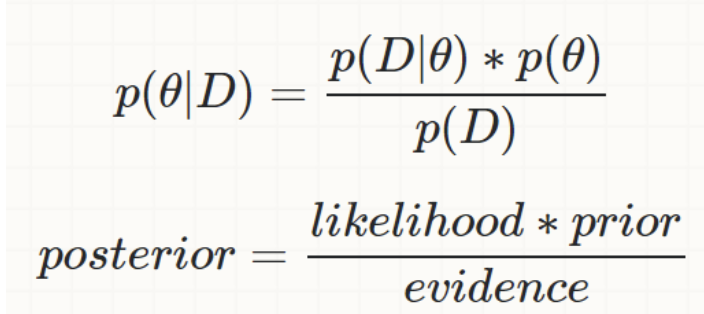 p(θ|D) = p(D|θ) * p(θ) / p(D)
posterior = likelihood * prior / evidence